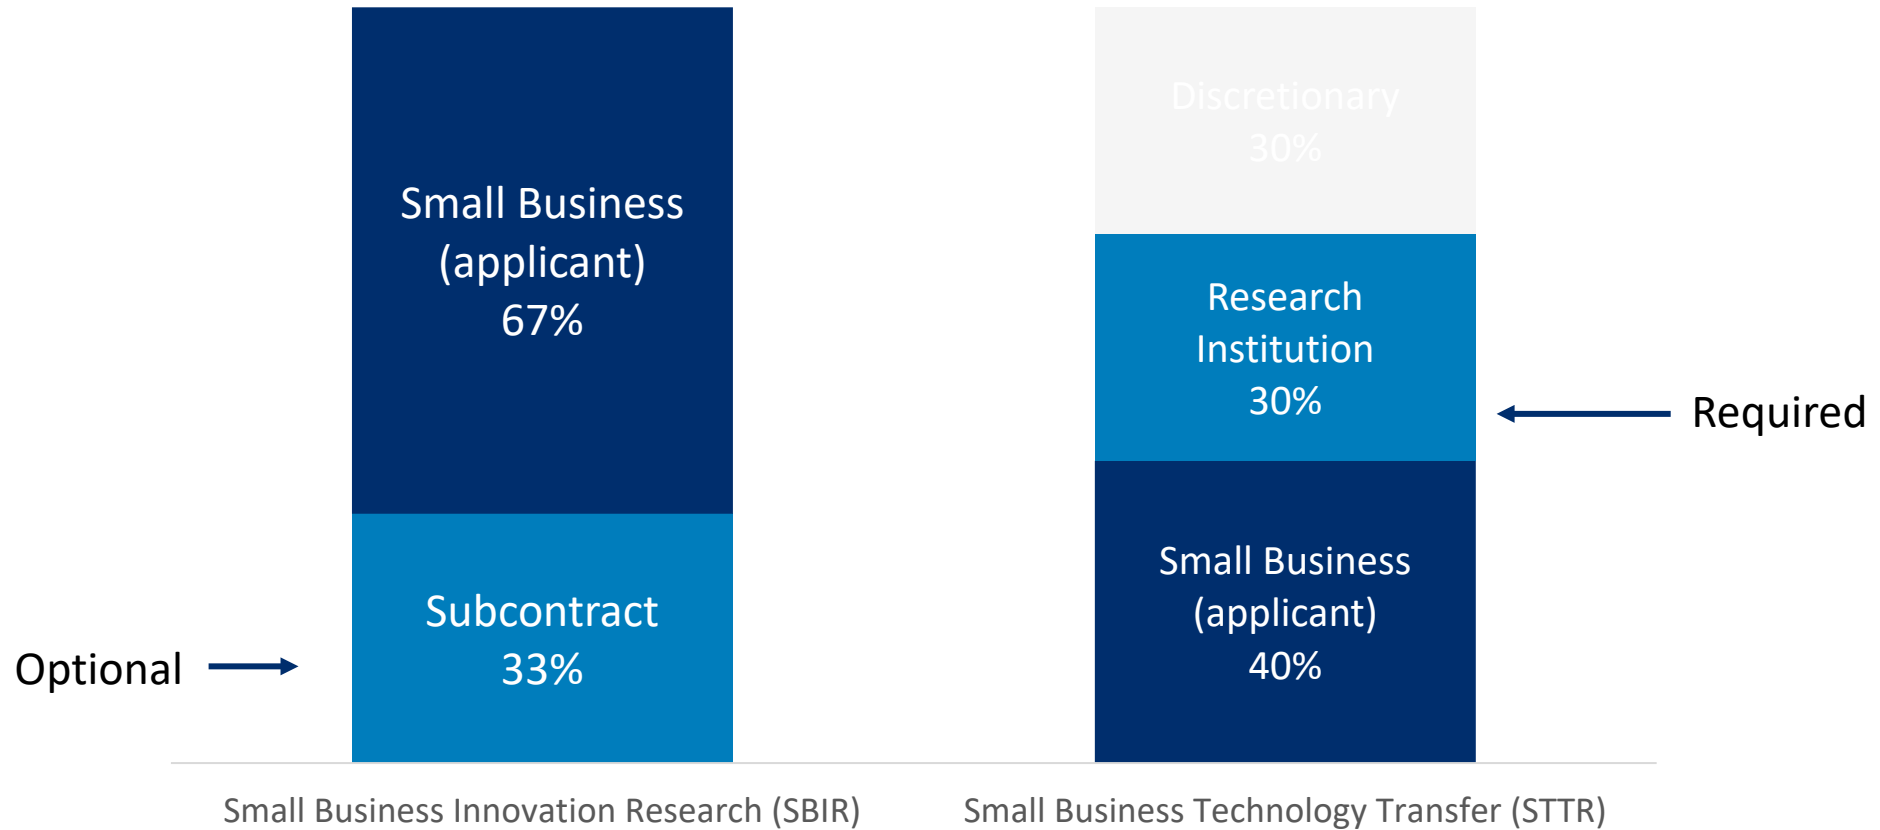 Small Business
(applicant)
67%
Subcontract
33%
Optional
Discretionary
30%
Research
Institution
30%
Required
Small Business
(applicant)
40%
Small Business Innovation Research (SBIR)
Small Business Technology Transfer (STTR)